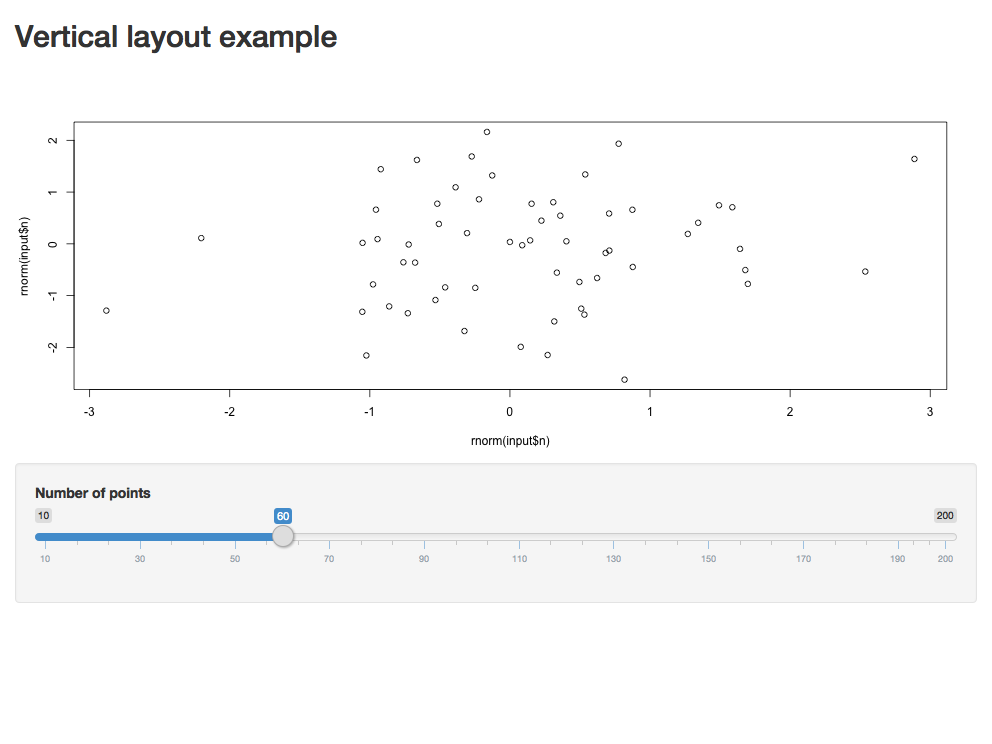 Vertical layout example
2
1
0
-1
-2
rnorm(input$n)
-3 -2 -1 0 1 2 3
rnorm(input$n)
Number of points
10 60 200
10 30 50 70 90 110 130 150 170 190 200